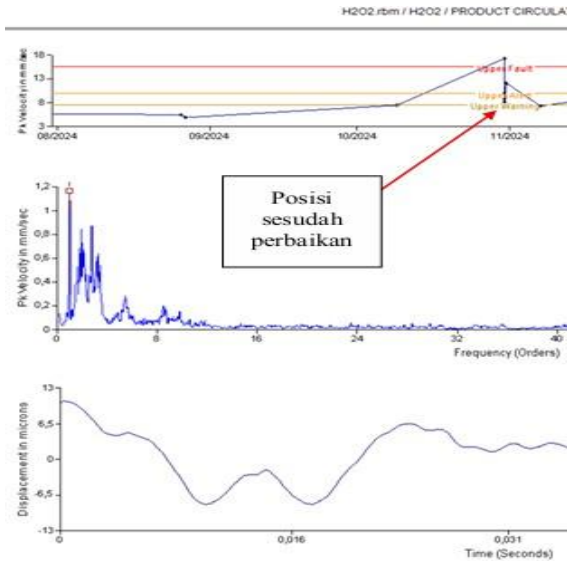 H2O2.rbm / H2O2 / PRODUCT CIRCULA
Pk Velocity in mm/sec
18
13
8
3
Upper Fault
Upper Alert
Upper Warning
08/2024
09/2024
10/2024
11/2024
Posisi
sesudah
perbaikan
Pk Velocity in mm/sec
1,2
1
0,8
0,6
0,4
0,2
0
0
8
16
24
32
40
Frequency (Orders)
Displacement in microns
13
6,5
0
-6,5
-13
0
0,016
0,031
Time (Seconds)